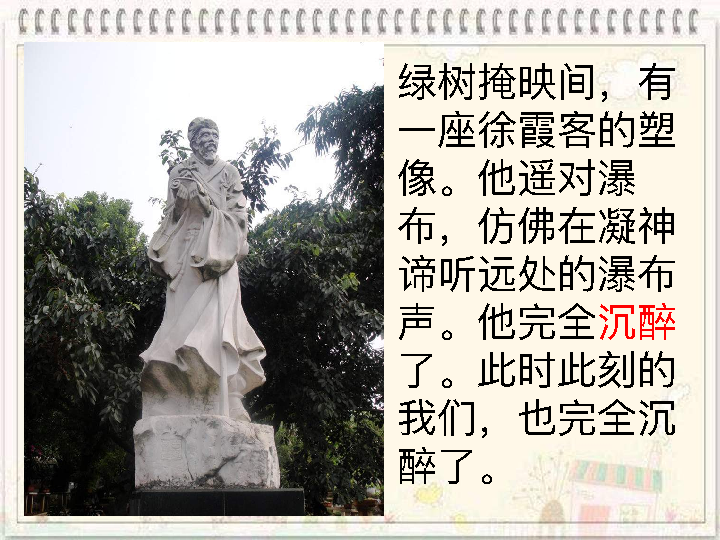 绿树掩映间，有
一座徐霞客的塑
像。他遥对瀑
布，仿佛在凝神
谛听远处的瀑布
声。他完全沉醉
了。此时此刻的
我们，也完全沉
醉了。